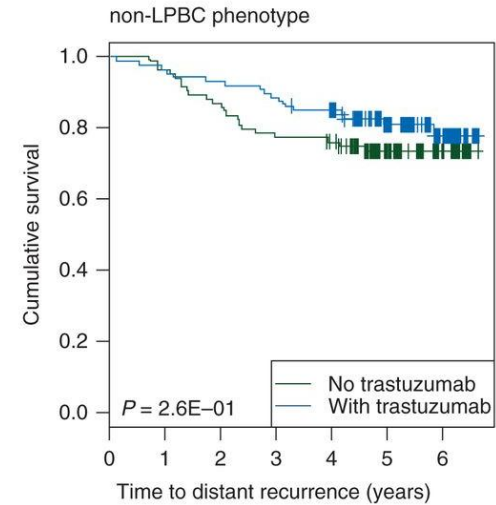 non-LPBC phenotype
Cumulative survival
1.0
0.8
0.6
0.4
0.2
0.0
P = 2.6E–01
No trastuzumab
With trastuzumab
0 1 2 3 4 5 6
Time to distant recurrence (years)